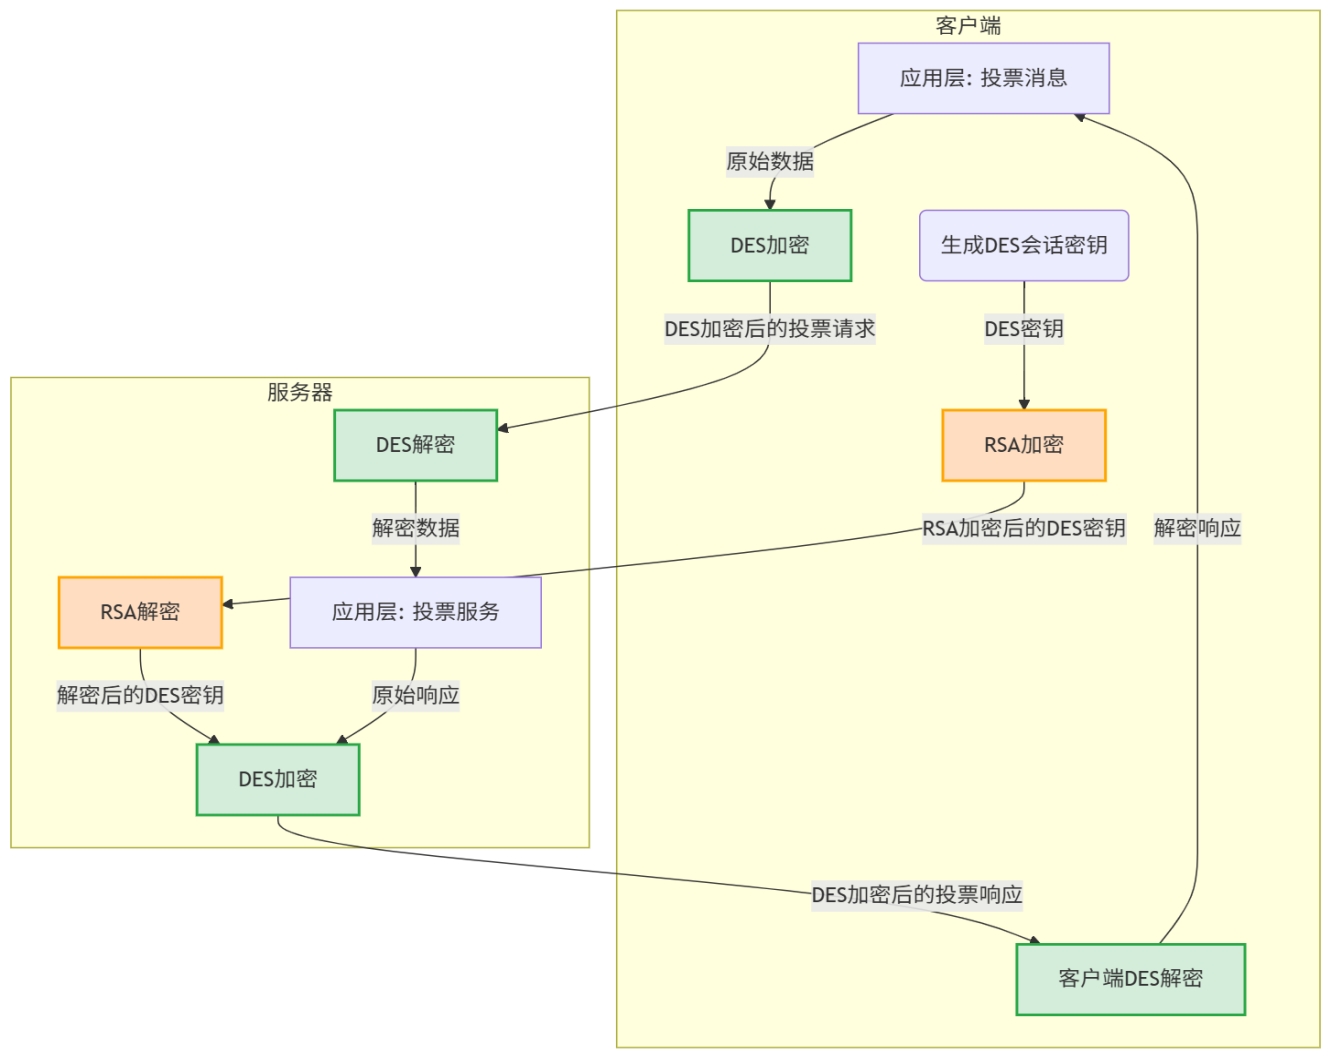 客户端
应用层: 投票消息
原始数据
DES加密
生成DES会话密钥
DES加密后的投票请求
DES密钥
服务器
DES解密
RSA加密
解密数据
RSA加密后的DES密钥
解密响应
RSA解密
应用层: 投票服务
解密后的DES密钥
原始响应
DES加密
DES加密后的投票响应
客户端DES解密